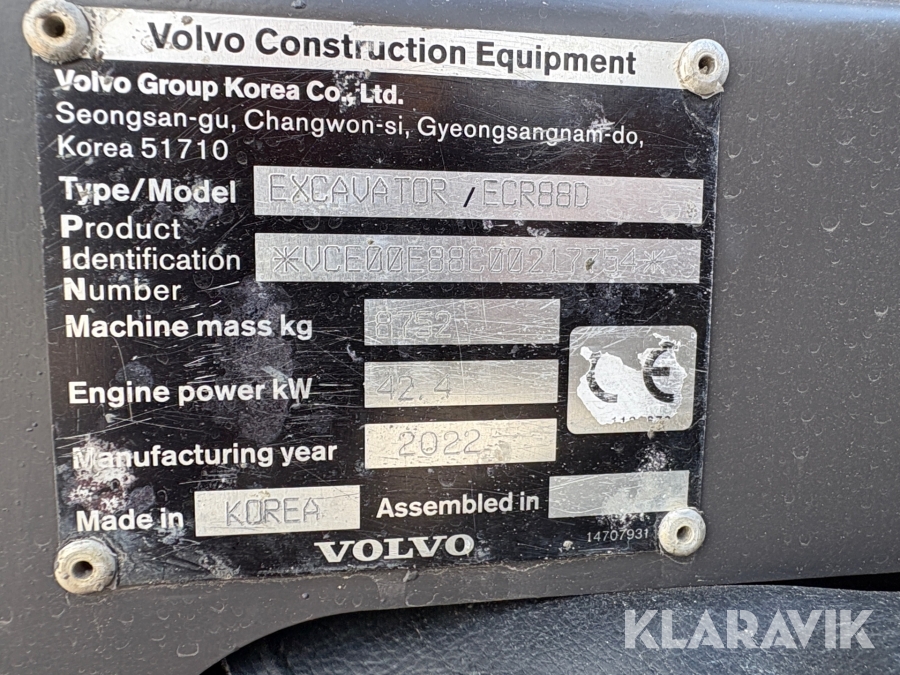 Volvo Construction Equipment
Volvo Group Korea Co., Ltd.
Seongsan-gu, Changwon-si, Gyeongsangnam-do,
Korea 51710
Type/Model EXCAVATOR / ECR88D
Product
Identification
Number
Machine mass kg 8752
Engine power kW 42.4
CE
Manufacturing year 2022
Made in KOREA Assembled in
VOLVO 14707931
KLARAVIK